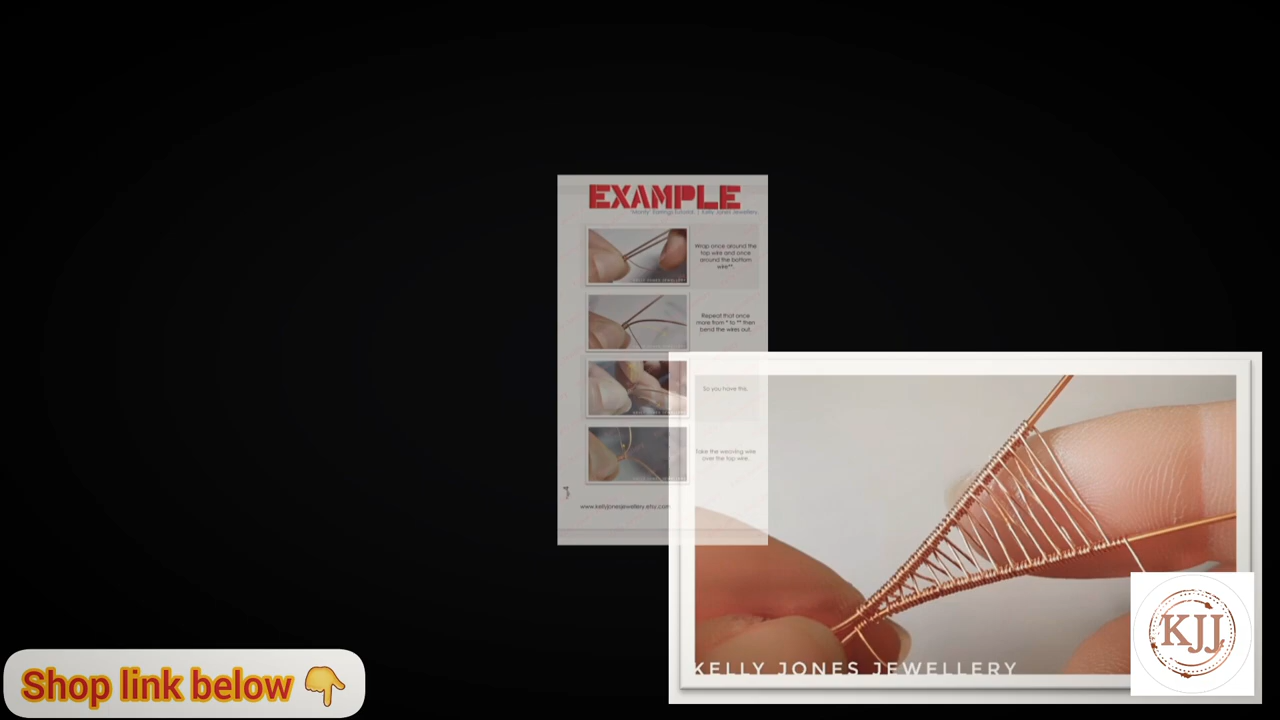 EXAMPLE
Earrings Tutorial | Kelly Jones Jewellery
Wrap once around the
top wire and once
around the bottom
wire**.
Repeat that once
more from * to ** then
bend the wires out.
So you have this.
Take the weaving wire
over the top wire.
www.kellyjonesjewellery.etsy.com
KELLY JONES JEWELLERY
KJJ
Shop link below